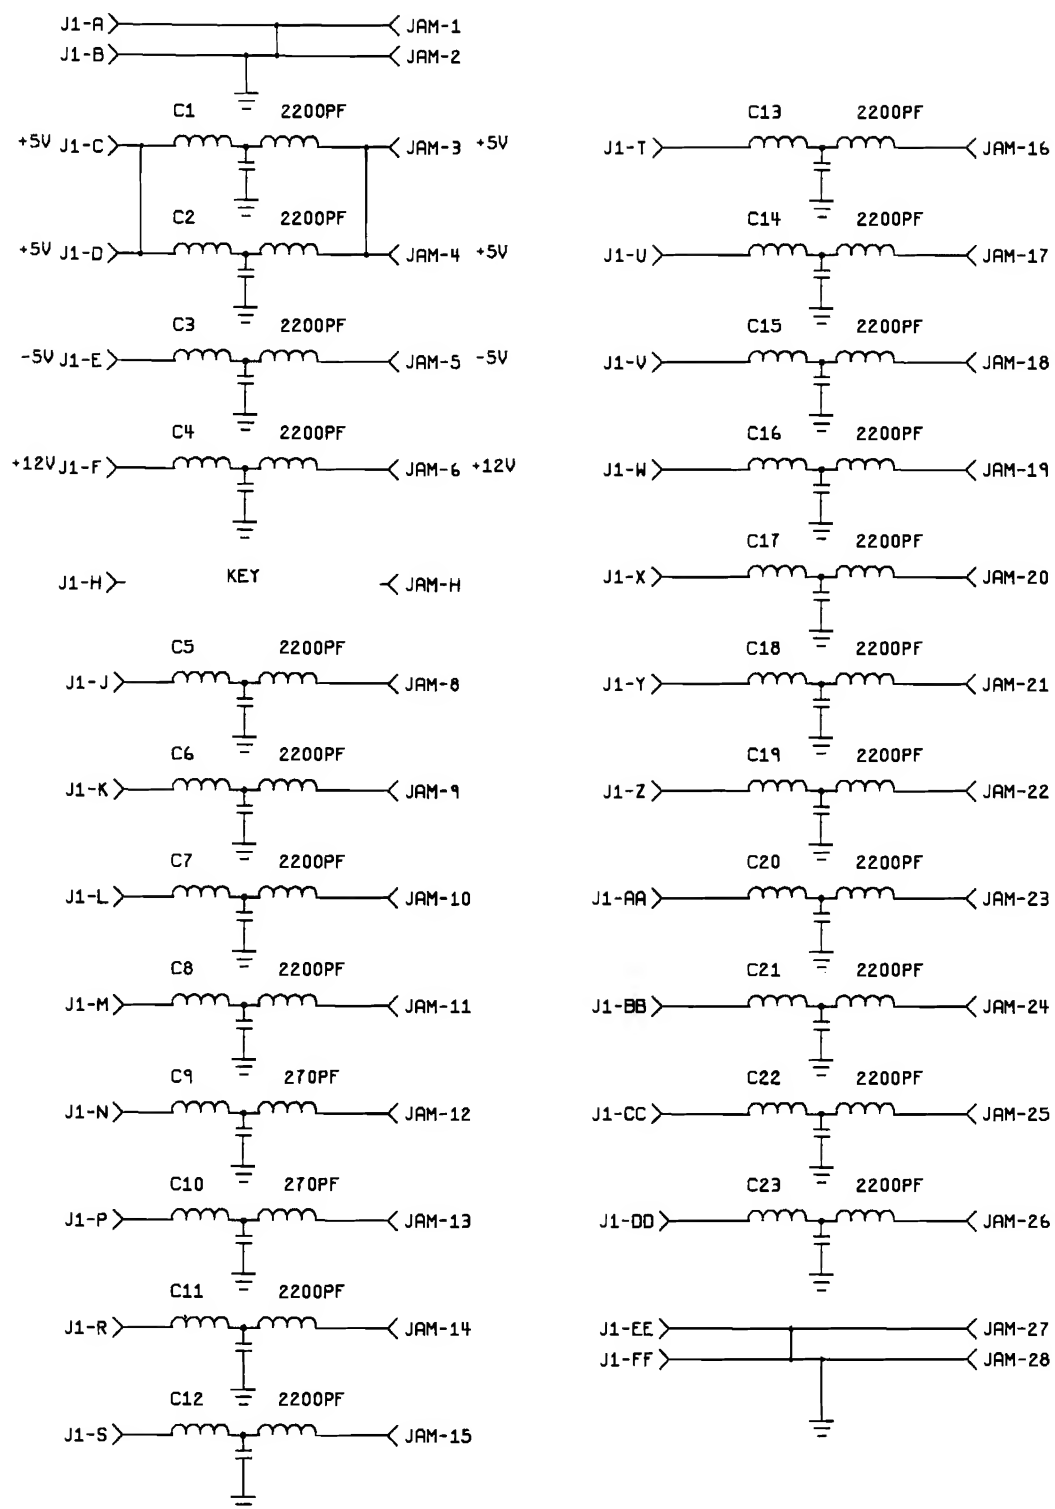 J1-A JAM-1
J1-B JAM-2
C1 2200PF
+5V J1-C JAM-3 +5V
C2 2200PF
+5V J1-D JAM-4 +5V
C3 2200PF
-5V J1-E JAM-5 -5V
C4 2200PF
+12V J1-F JAM-6 +12V
J1-H KEY JAM-H
C5 2200PF
J1-J JAM-8
C6 2200PF
J1-K JAM-9
C7 2200PF
J1-L JAM-10
C8 2200PF
J1-M JAM-11
C9 270PF
J1-N JAM-12
C10 270PF
J1-P JAM-13
C11 2200PF
J1-R JAM-14
C12 2200PF
J1-S JAM-15
C13 2200PF
J1-T JAM-16
C14 2200PF
J1-U JAM-17
C15 2200PF
J1-V JAM-18
C16 2200PF
J1-W JAM-19
C17 2200PF
J1-X JAM-20
C18 2200PF
J1-Y JAM-21
C19 2200PF
J1-Z JAM-22
C20 2200PF
J1-AA JAM-23
C21 2200PF
J1-BB JAM-24
C22 2200PF
J1-CC JAM-25
C23 2200PF
J1-DD JAM-26
J1-EE JAM-27
J1-FF JAM-28